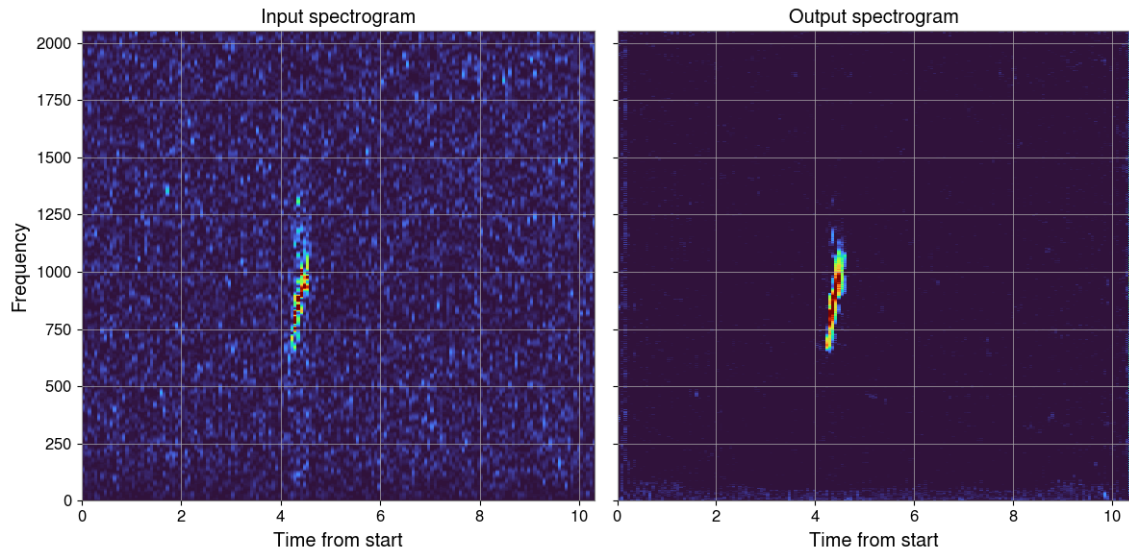 Input spectrogram
Output spectrogram
Frequency
2000
1750
1500
1250
1000
750
500
250
0
0 2 4 6 8 10
0 2 4 6 8 10
Time from start
Time from start